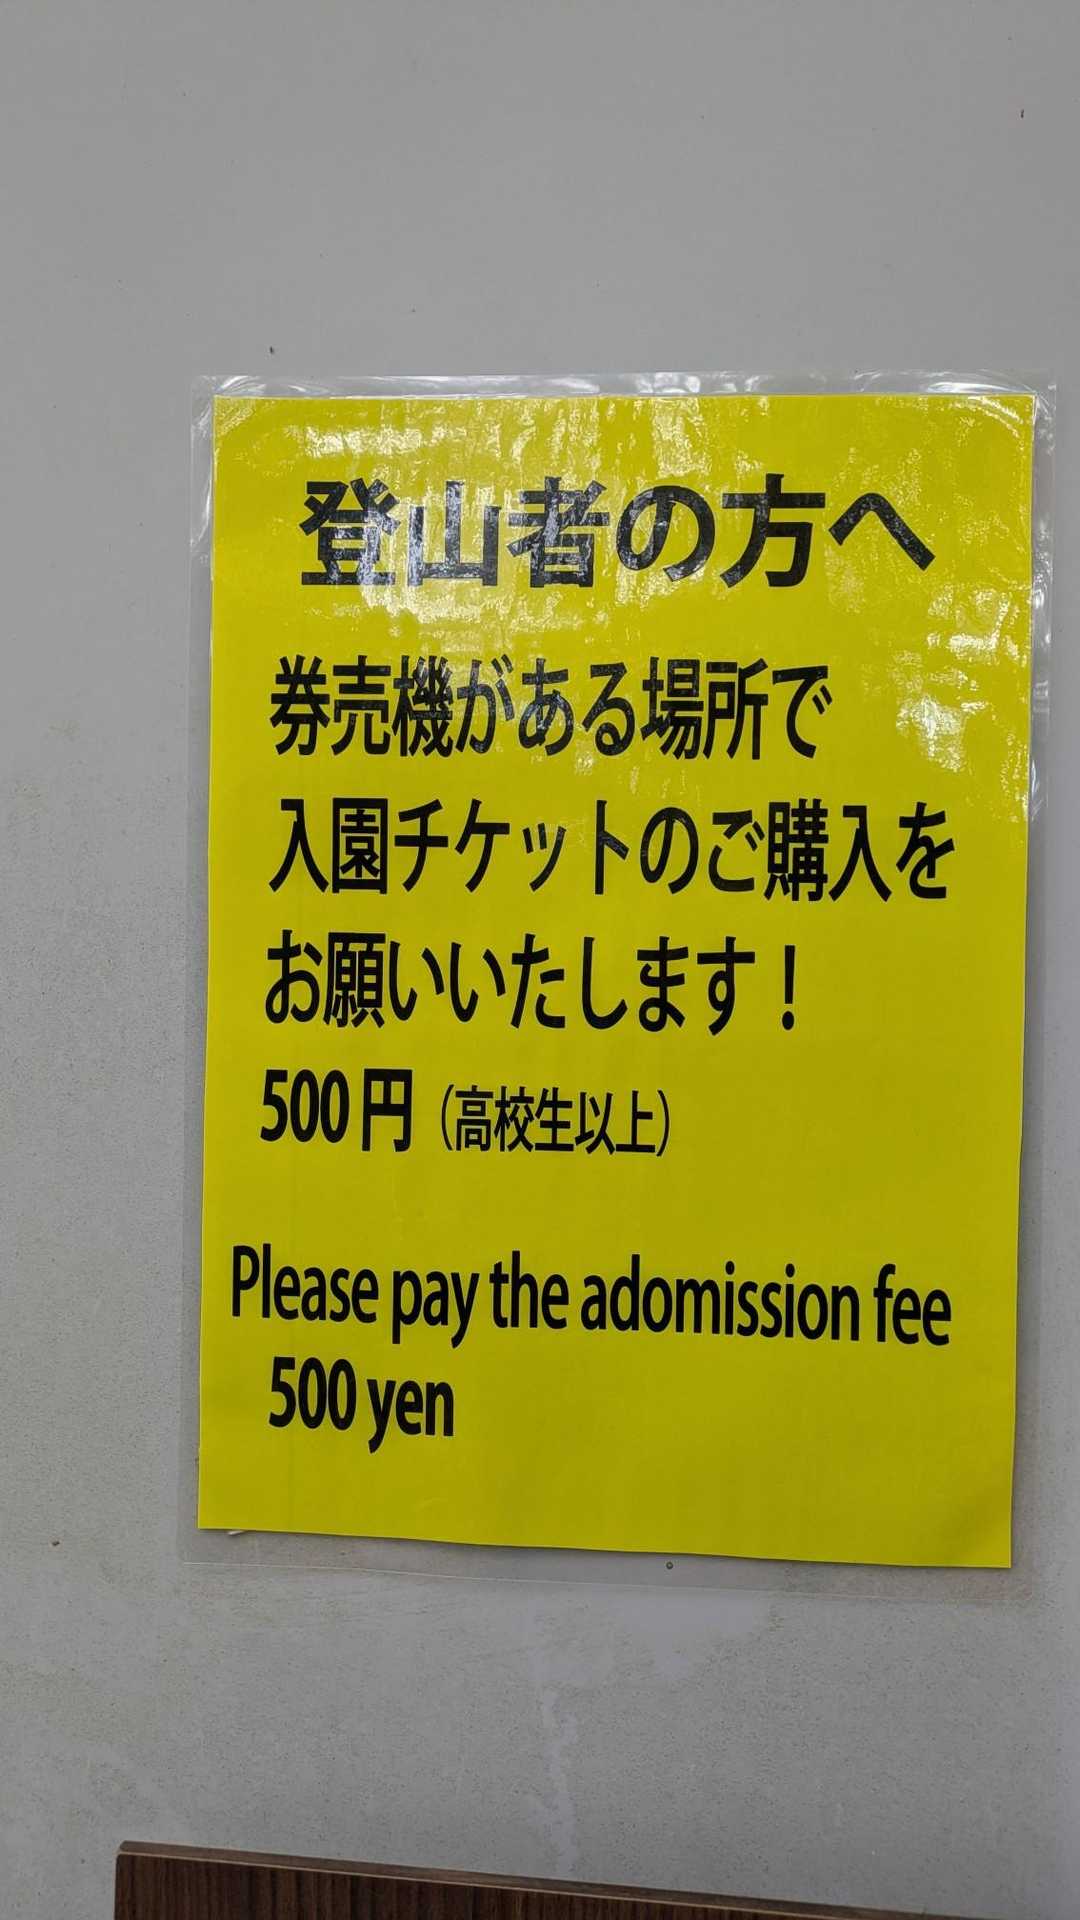 登山者の方へ
券売機がある場所で
入園チケットのご購入を
お願いいたします！
500円（高校生以上）
Please pay the adomission fee
500 yen